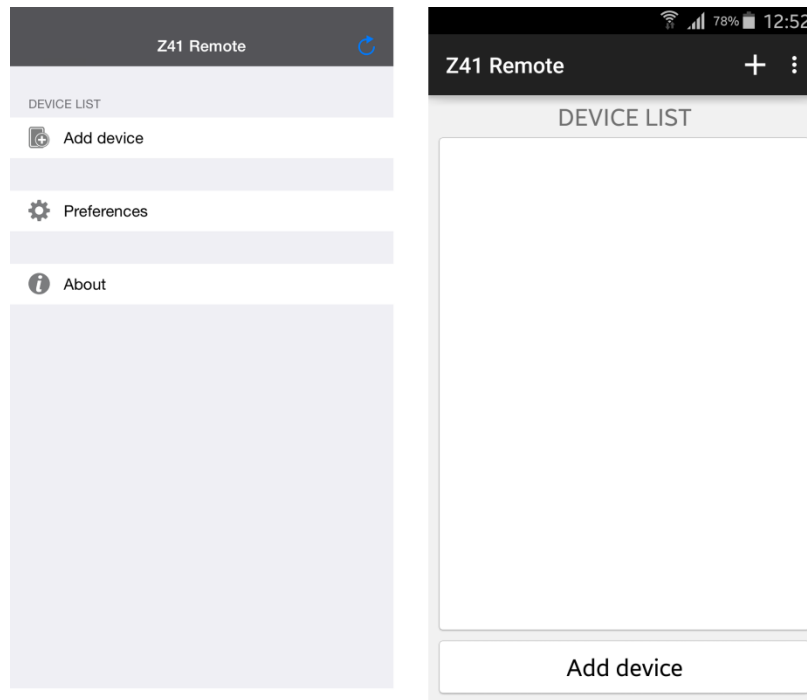 Z41 Remote
DEVICE LIST
Add device
Preferences
About
78% 12:52
Z41 Remote
DEVICE LIST
Add device